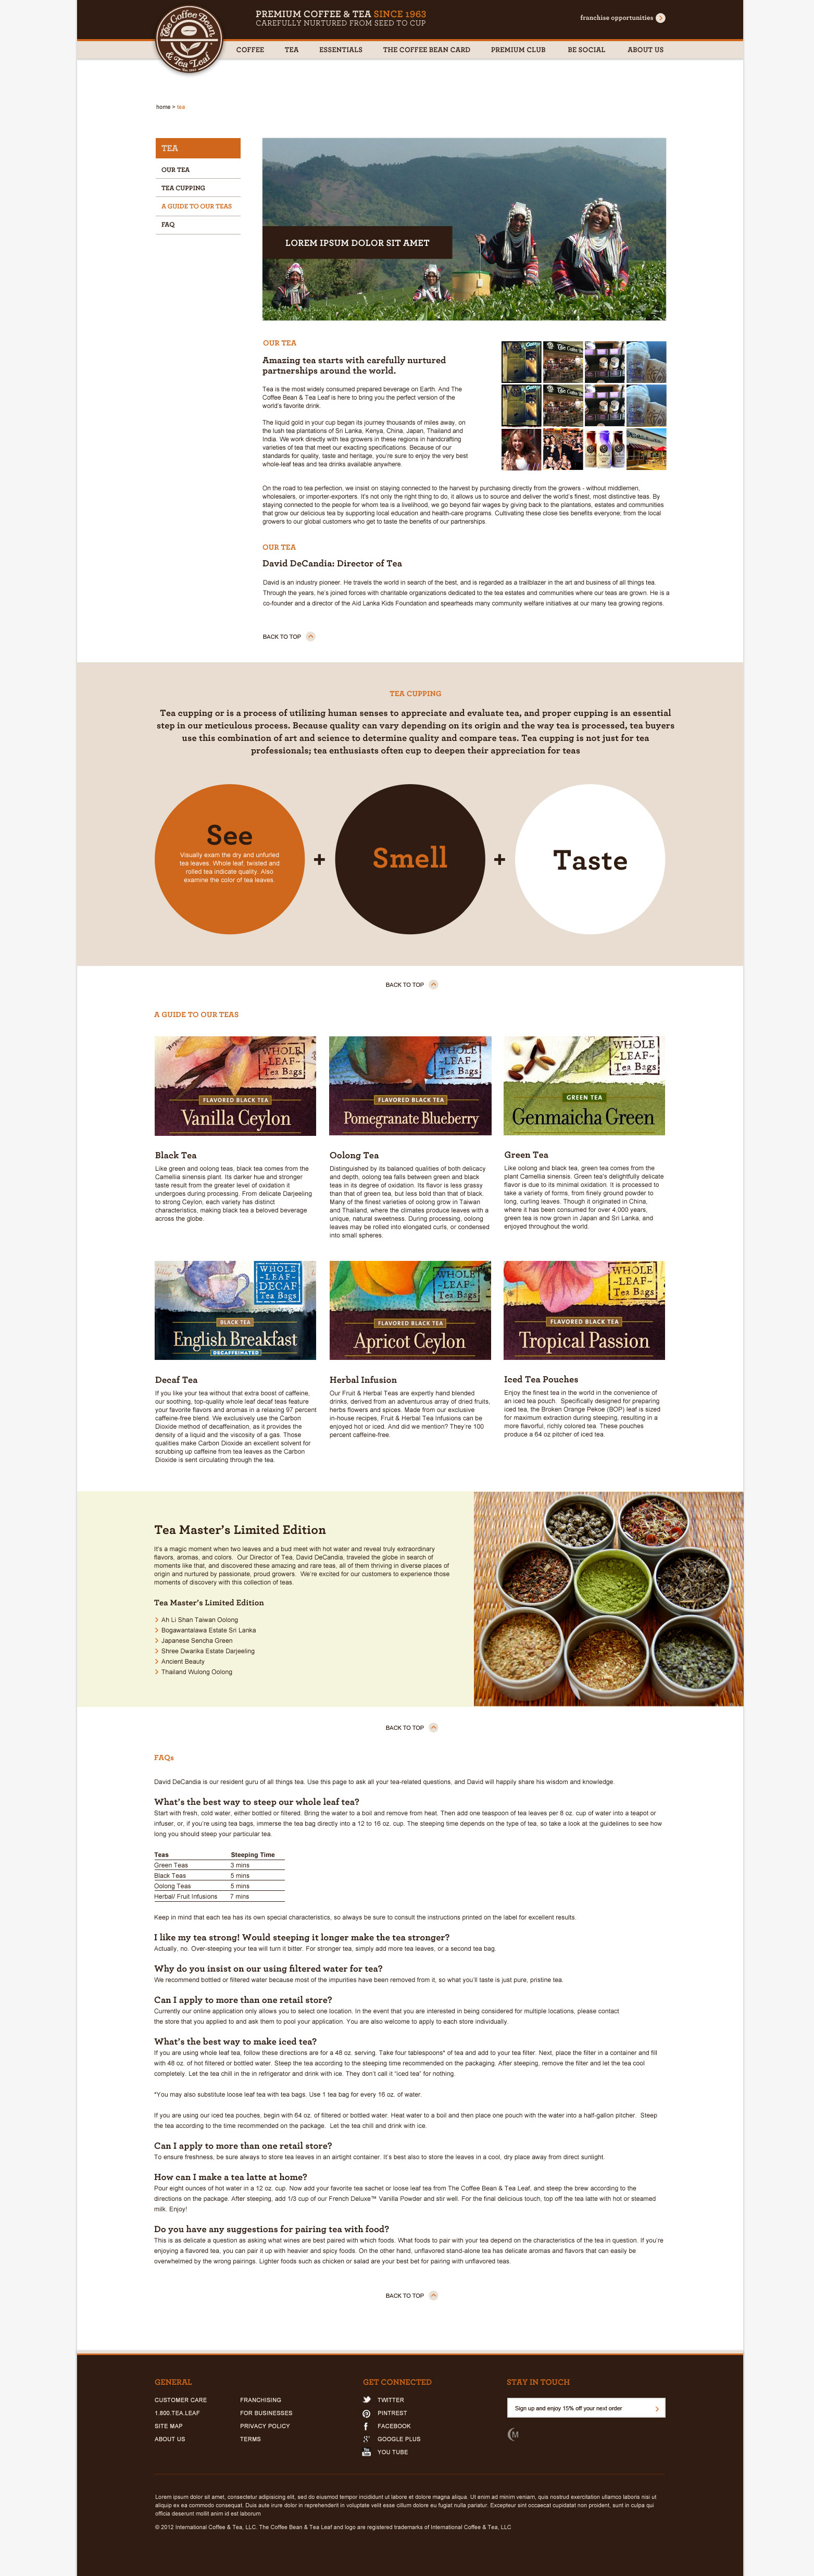 The Coffee Bean
& Tea Leaf
PREMIUM COFFEE & TEA SINCE 1963
CAREFULLY NURTURED FROM SEED TO CUP
franchise opportunities
COFFEE TEA ESSENTIALS THE COFFEE BEAN CARD PREMIUM CLUB BE SOCIAL ABOUT US
home > tea
TEA
OUR TEA
TEA CUPPING
A GUIDE TO OUR TEAS
FAQ
LOREM IPSUM DOLOR SIT AMET
OUR TEA
Amazing tea starts with carefully nurtured
partnerships around the world.
Tea is the most widely consumed prepared beverage on Earth. And The
Coffee Bean & Tea Leaf is here to bring you the perfect version of the
world's favorite drink.
The liquid gold in your cup began its journey thousands of miles away, on
the lush tea plantations of Sri Lanka, Kenya, China, Japan, Thailand and
India. We work directly with tea growers in these regions in handcrafting
varieties of tea that meet our exacting specifications. Because of our
standards for quality, taste and heritage, you're sure to enjoy the very best
whole-leaf teas and tea drinks available anywhere.
On the road to tea perfection, we insist on staying connected to the harvest by purchasing directly from the growers - without middlemen,
wholesalers, or importer-exporters. It's not only the right thing to do, it allows us to source and deliver the world's finest, most distinctive teas. By
staying connected to the people for whom tea is a livelihood, we go beyond fair wages by giving back to the plantations, estates and communities
that grow our delicious tea by supporting local education and health-care programs. Cultivating these close ties benefits everyone; from the local
growers to our global customers who get to taste the benefits of our partnerships.
OUR TEA
David DeCandia: Director of Tea
David is an industry pioneer. He travels the world in search of the best, and is regarded as a trailblazer in the art and business of all things tea.
Through the years, he's joined forces with charitable organizations dedicated to the tea estates and communities where our teas are grown. He is a
co-founder and a director of the Aid Lanka Kids Foundation and spearheads many community welfare initiatives at our many tea growing regions.
BACK TO TOP
TEA CUPPING
Tea cupping or is a process of utilizing human senses to appreciate and evaluate tea, and proper cupping is an essential
step in our meticulous process. Because quality can vary depending on its origin and the way tea is processed, tea buyers
use this combination of art and science to determine quality and compare teas. Tea cupping is not just for tea
professionals; tea enthusiasts often cup to deepen their appreciation for teas
See
Visually exam the dry and unfurled
tea leaves. Whole leaf, twisted and
rolled tea indicate quality. Also
examine the color of tea leaves.
+
Smell
+
Taste
BACK TO TOP
A GUIDE TO OUR TEAS
WHOLE
~LEAF~
Tea Bags
FLAVORED BLACK TEA
Vanilla Ceylon
WHOLE
~LEAF~
Tea Bags
FLAVORED BLACK TEA
Pomegranate Blueberry
WHOLE
~LEAF~
Tea Bags
GREEN TEA
Genmaicha Green
Black Tea
Like green and oolong teas, black tea comes from the
Camellia sinensis plant. Its darker hue and stronger
taste result from the greater level of oxidation it
undergoes during processing. From delicate Darjeeling
to strong Ceylon, each variety has distinct
characteristics, making black tea a beloved beverage
across the globe.
Oolong Tea
Distinguished by its balanced qualities of both delicacy
and depth, oolong tea falls between green and black
teas in its degree of oxidation. Its flavor is less grassy
than that of green tea, but less bold than that of black.
Many of the finest varieties of oolong grow in Taiwan
and Thailand, where the climates produce leaves with a
unique, natural sweetness. During processing, oolong
leaves may be rolled into elongated curls, or condensed
into small spheres.
Green Tea
Like oolong and black tea, green tea comes from the
plant Camellia sinensis. Green tea's delightfully delicate
flavor is due to its minimal oxidation. It is processed to
take a variety of forms, from finely ground powder to
long, curling leaves. Though it originated in China,
where it has been consumed for over 4,000 years,
green tea is now grown in Japan and Sri Lanka, and
enjoyed throughout the world.
WHOLE
~LEAF~
DECAF
Tea Bags
BLACK TEA
English Breakfast
DECAFFEINATED
WHOLE
~LEAF~
Tea Bags
FLAVORED BLACK TEA
Apricot Ceylon
WHOLE
~LEAF~
Tea Bags
FLAVORED BLACK TEA
Tropical Passion
Decaf Tea
If you like your tea without that extra boost of caffeine,
our soothing, top-quality whole leaf decaf teas feature
your favorite flavors and aromas in a relaxing 97 percent
caffeine-free blend. We exclusively use the Carbon
Dioxide method of decaffeination, as it provides the
density of a liquid and the viscosity of a gas. Those
qualities make Carbon Dioxide an excellent solvent for
scrubbing up caffeine from tea leaves as the Carbon
Dioxide is sent circulating through the tea.
Herbal Infusion
Our Fruit & Herbal Teas are expertly hand blended
drinks, derived from an adventurous array of dried fruits,
herbs flowers and spices. Made from our exclusive
in-house recipes, Fruit & Herbal Tea Infusions can be
enjoyed hot or iced. And did we mention? They're 100
percent caffeine-free.
Iced Tea Pouches
Enjoy the finest tea in the world in the convenience of
an iced tea pouch. Specifically designed for preparing
iced tea, the Broken Orange Pekoe (BOP) leaf is sized
for maximum extraction during steeping, resulting in a
more flavorful, richly colored tea. These pouches
produce a 64 oz pitcher of iced tea.
Tea Master's Limited Edition
It's a magic moment when two leaves and a bud meet with hot water and reveal truly extraordinary
flavors, aromas, and colors. Our Director of Tea, David DeCandia, traveled the globe in search of
moments like that, and discovered these amazing and rare teas, all of them thriving in diverse places of
origin and nurtured by passionate, proud growers. We're excited for our customers to experience those
moments of discovery with this collection of teas.
Tea Master's Limited Edition
Ah Li Shan Taiwan Oolong
Bogawantalawa Estate Sri Lanka
Japanese Sencha Green
Shree Dwarika Estate Darjeeling
Ancient Beauty
Thailand Wulong Oolong
BACK TO TOP
FAQs
David DeCandia is our resident guru of all things tea. Use this page to ask all your tea-related questions, and David will happily share his wisdom and knowledge.
What's the best way to steep our whole leaf tea?
Start with fresh, cold water, either bottled or filtered. Bring the water to a boil and remove from heat. Then add one teaspoon of tea leaves per 8 oz. cup of water into a teapot or
infuser, or, if you're using tea bags, immerse the tea bag directly into a 12 to 16 oz. cup. The steeping time depends on the type of tea, so take a look at the guidelines to see how
long you should steep your particular tea.
Teas Steeping Time
Green Teas 3 mins
Black Teas 5 mins
Oolong Teas 5 mins
Herbal/ Fruit Infusions 7 mins
Keep in mind that each tea has its own special characteristics, so always be sure to consult the instructions printed on the label for excellent results.
I like my tea strong! Would steeping it longer make the tea stronger?
Actually, no. Over-steeping your tea will turn it bitter. For stronger tea, simply add more tea leaves, or a second tea bag.
Why do you insist on our using filtered water for tea?
We recommend bottled or filtered water because most of the impurities have been removed from it, so what you'll taste is just pure, pristine tea.
Can I apply to more than one retail store?
Currently our online application only allows you to select one location. In the event that you are interested in being considered for multiple locations, please contact
the store that you applied to and ask them to pool your application. You are also welcome to apply to each store individually.
What's the best way to make iced tea?
If you are using whole leaf tea, follow these directions are for a 48 oz. serving. Take four tablespoons* of tea and add to your tea filter. Next, place the filter in a container and fill
with 48 oz. of hot filtered or bottled water. Steep the tea according to the steeping time recommended on the packaging. After steeping, remove the filter and let the tea cool
completely. Let the tea chill in the in refrigerator and drink with ice. They don't call it "iced tea" for nothing.
*You may also substitute loose leaf tea with tea bags. Use 1 tea bag for every 16 oz. of water.
If you are using our iced tea pouches, begin with 64 oz. of filtered or bottled water. Heat water to a boil and then place one pouch with the water into a half-gallon pitcher. Steep
the tea according to the time recommended on the package. Let the tea chill and drink with ice.
Can I apply to more than one retail store?
To ensure freshness, be sure always to store tea leaves in an airtight container. It's best also to store the leaves in a cool, dry place away from direct sunlight.
How can I make a tea latte at home?
Pour eight ounces of hot water in a 12 oz. cup. Now add your favorite tea sachet or loose leaf tea from The Coffee Bean & Tea Leaf, and steep the brew according to the
directions on the package. After steeping, add 1/3 cup of our French Deluxe™ Vanilla Powder and stir well. For the final delicious touch, top off the tea latte with hot or steamed
milk. Enjoy!
Do you have any suggestions for pairing tea with food?
This is as delicate a question as asking what wines are best paired with which foods. What foods to pair with your tea depend on the characteristics of the tea in question. If you're
enjoying a flavored tea, you can pair it up with heavier and spicy foods. On the other hand, unflavored stand-alone tea has delicate aromas and flavors that can easily be
overwhelmed by the wrong pairings. Lighter foods such as chicken or salad are your best bet for pairing with unflavored teas.
BACK TO TOP
GENERAL
CUSTOMER CARE FRANCHISING
1.800.TEA.LEAF FOR BUSINESSES
SITE MAP PRIVACY POLICY
ABOUT US TERMS
GET CONNECTED
TWITTER
PINTREST
FACEBOOK
GOOGLE PLUS
YOU TUBE
STAY IN TOUCH
Sign up and enjoy 15% off your next order
Lorem ipsum dolor sit amet, consectetur adipisicing elit, sed do eiusmod tempor incididunt ut labore et dolore magna aliqua. Ut enim ad minim veniam, quis nostrud exercitation ullamco laboris nisi ut
aliquip ex ea commodo consequat. Duis aute irure dolor in reprehenderit in voluptate velit esse cillum dolore eu fugiat nulla pariatur. Excepteur sint occaecat cupidatat non proident, sunt in culpa qui
officia deserunt mollit anim id est laborum
© 2012 International Coffee & Tea, LLC. The Coffee Bean & Tea Leaf and logo are registered trademarks of International Coffee & Tea, LLC